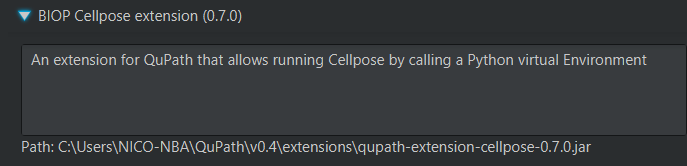 BIOP Cellpose extension (0.7.0)
An extension for QuPath that allows running Cellpose by calling a Python virtual Environment
Path: C:\Users\NICO-NBA\QuPath\v0.4\extensions\qupath-extension-cellpose-0.7.0.jar